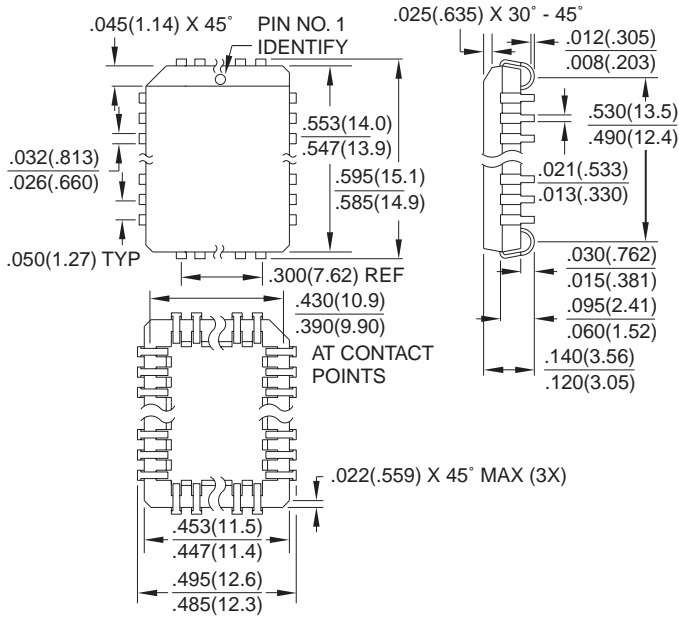 .045(1.14) X 45°
PIN NO. 1
IDENTIFY
.025(.635) X 30° - 45°
.012(.305)
.008(.203)
.553(14.0)
.547(13.9)
.530(13.5)
.490(12.4)
.032(.813)
.026(.660)
.595(15.1)
.585(14.9)
.021(.533)
.013(.330)
.050(1.27) TYP
.300(7.62) REF
.030(.762)
.015(.381)
.430(10.9)
.390(9.90)
AT CONTACT
POINTS
.095(2.41)
.060(1.52)
.140(3.56)
.120(3.05)
.022(.559) X 45° MAX (3X)
.453(11.5)
.447(11.4)
.495(12.6)
.485(12.3)